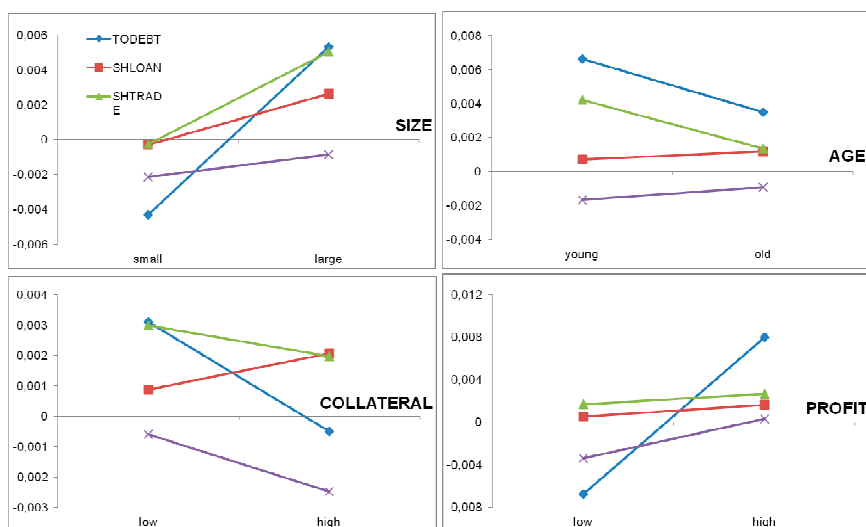 0,006
0,004
0.002
0
-0,002
-0,004
-0,006
TODEBT
SHLOAN
SHTRAD
E
SIZE
small
large
0,008
0,006
0,004
0,002
0
-0,002
-0,004
AGE
young
old
0,004
0,003
0,002
0,001
0
-0,001
-0,002
-0,003
COLLATERAL
low
high
0,012
0,008
0,004
0
-0,004
0,008
PROFIT
low
high